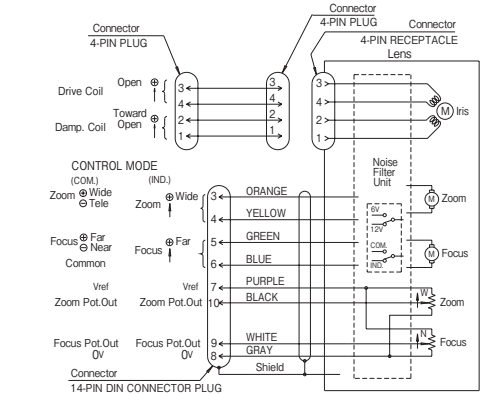 Connector
4-PIN PLUG
Connector
4-PIN PLUG
Connector
4-PIN RECEPTACLE
Lens
Drive Coil
Open ⊕
3
4
3
4
3
4
Damp. Coil
Toward
Open ⊕
2
1
2
1
2
1
M Iris
CONTROL MODE
(COM.) (IND.)
Zoom ⊕ Wide
⊖ Tele
Zoom ⊕ Wide
3 ORANGE
4 YELLOW
Focus ⊕ Far
⊖ Near
Common
Focus ⊕ Far
5 GREEN
6 BLUE
Vref Vref 7 PURPLE
Zoom Pot.Out Zoom Pot.Out 10 BLACK
Focus Pot.Out Focus Pot.Out 9 WHITE
0V 0V 8 GRAY
Shield
Connector
14-PIN DIN CONNECTOR PLUG
Noise
Filter
Unit
6V
12V
COM.
IND.
M Zoom
M Focus
W
Zoom
N
Focus